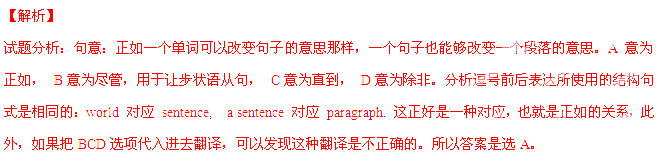 【解析】
试题分析：句意：正如一个单词可以改变句子的意思那样，一个句子也能够改变一个段落的意思。A 意为
正如， B 意为尽管，用于让步状语从句， C 意为直到， D 意为除非。分析逗号前后表达所使用的结构句
式是相同的：world 对应 sentence, a sentence 对应 paragraph. 这正好是一种对应，也就是正如的关系，此
外，如果把 BCD 选项代入进去翻译，可以发现这种翻译是不正确的。所以答案是选 A。